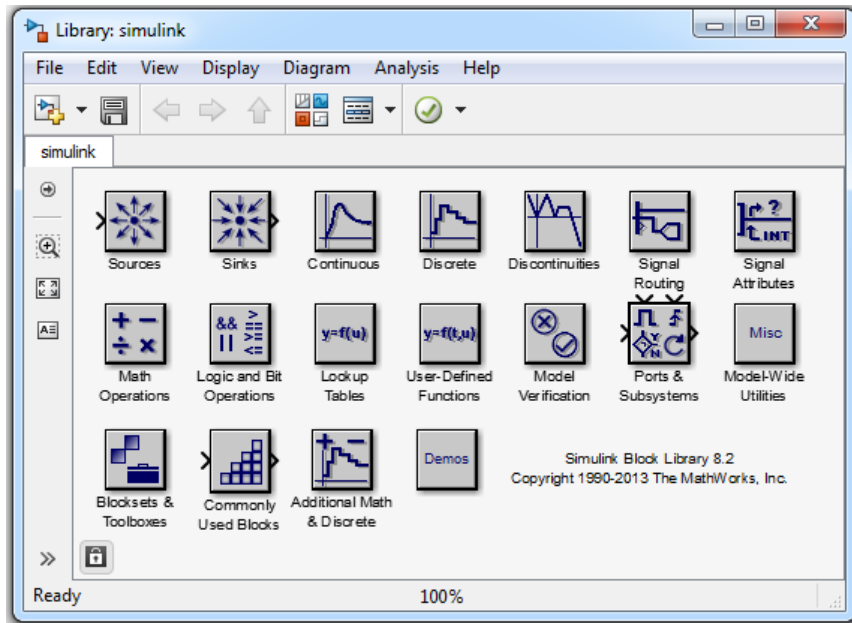 Library: simulink
File Edit View Display Diagram Analysis Help
simulink
Sources Sinks Continuous Discrete Discontinuities Signal Routing Signal Attributes
INT
&& > == || >= <=
y=f(u)
y=f(t,u)
Y N
Misc
Math Operations Logic and Bit Operations Lookup Tables User-Defined Functions Model Verification Ports & Subsystems Model-Wide Utilities
Demos
Simulink Block Library 8.2
Copyright 1990-2013 The MathWorks, Inc.
Blocksets & Toolboxes Commonly Used Blocks Additional Math & Discrete
Ready 100%